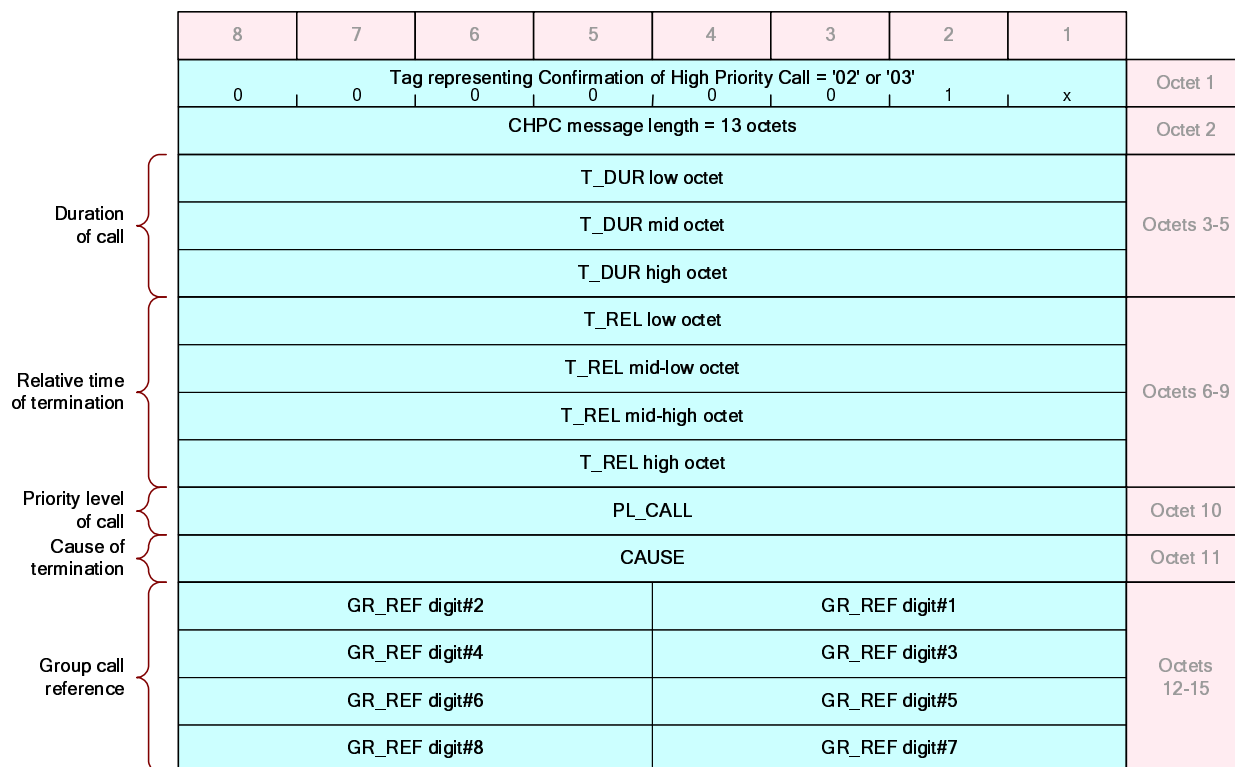 8 7 6 5 4 3 2 1
Tag representing Confirmation of High Priority Call = '02' or '03'
0 0 0 0 0 0 1 x
Octet 1
CHPC message length = 13 octets
Octet 2
Duration
of call
T_DUR low octet
T_DUR mid octet
T_DUR high octet
Octets 3-5
Relative time
of termination
T_REL low octet
T_REL mid-low octet
T_REL mid-high octet
T_REL high octet
Octets 6-9
Priority level
of call
PL_CALL
Octet 10
Cause of
termination
CAUSE
Octet 11
Group call
reference
GR_REF digit#2 GR_REF digit#1
GR_REF digit#4 GR_REF digit#3
GR_REF digit#6 GR_REF digit#5
GR_REF digit#8 GR_REF digit#7
Octets
12-15